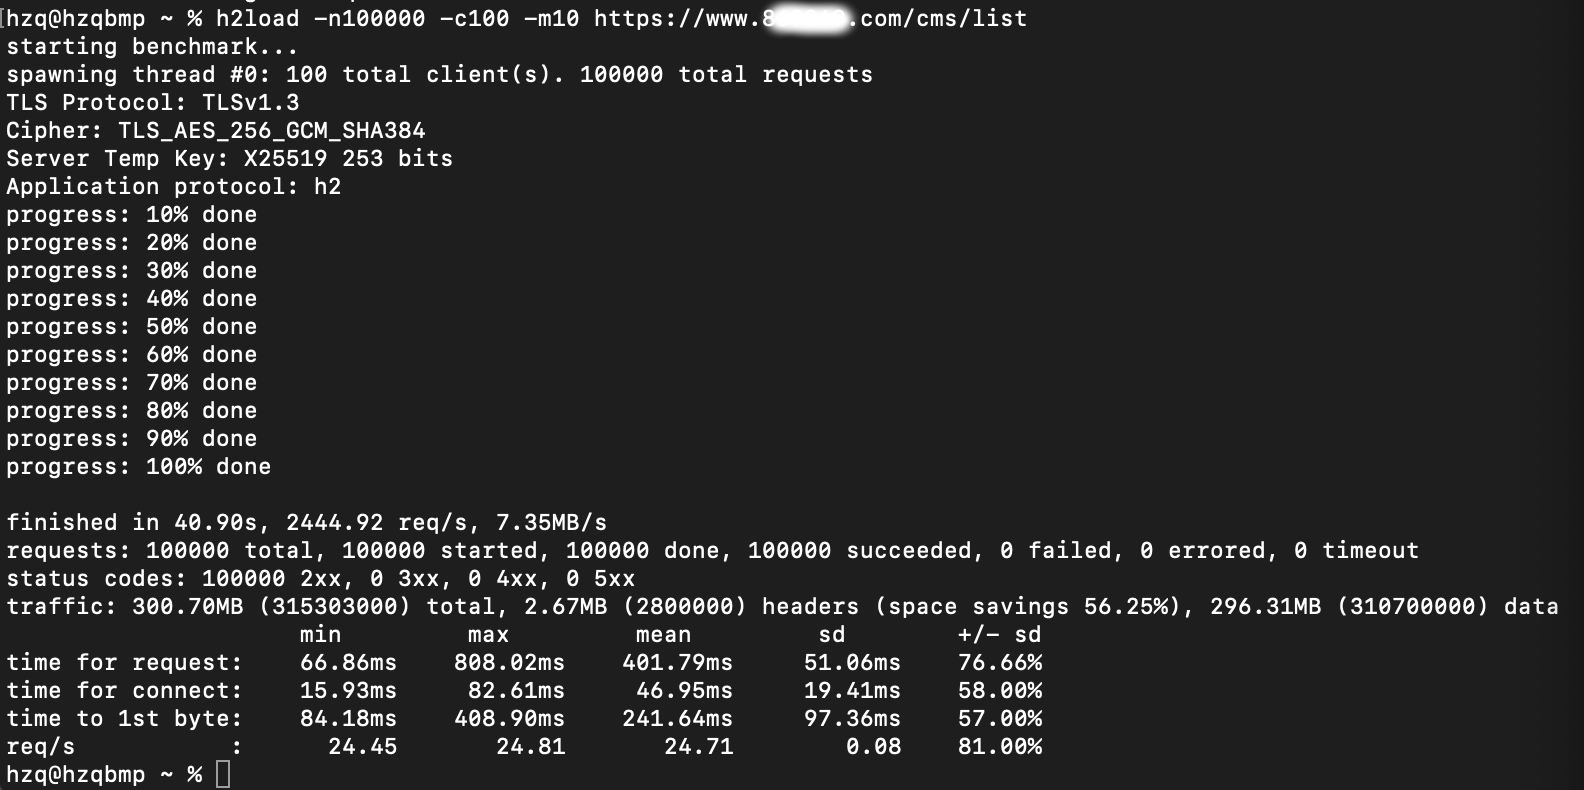 hzq@hzqbmp ~ % h2load -n100000 -c100 -m10 https://www.8 .com/cms/list
starting benchmark...
spawning thread #0: 100 total client(s). 100000 total requests
TLS Protocol: TLSv1.3
Cipher: TLS_AES_256_GCM_SHA384
Server Temp Key: X25519 253 bits
Application protocol: h2
progress: 10% done
progress: 20% done
progress: 30% done
progress: 40% done
progress: 50% done
progress: 60% done
progress: 70% done
progress: 80% done
progress: 90% done
progress: 100% done
finished in 40.90s, 2444.92 req/s, 7.35MB/s
requests: 100000 total, 100000 started, 100000 done, 100000 succeeded, 0 failed, 0 errored, 0 timeout
status codes: 100000 2xx, 0 3xx, 0 4xx, 0 5xx
traffic: 300.70MB (315303000) total, 2.67MB (2800000) headers (space savings 56.25%), 296.31MB (310700000) data
min max mean sd +/- sd
time for request: 66.86ms 808.02ms 401.79ms 51.06ms 76.66%
time for connect: 15.93ms 82.61ms 46.95ms 19.41ms 58.00%
time to 1st byte: 84.18ms 408.90ms 241.64ms 97.36ms 57.00%
req/s : 24.45 24.81 24.71 0.08 81.00%
hzq@hzqbmp ~ %